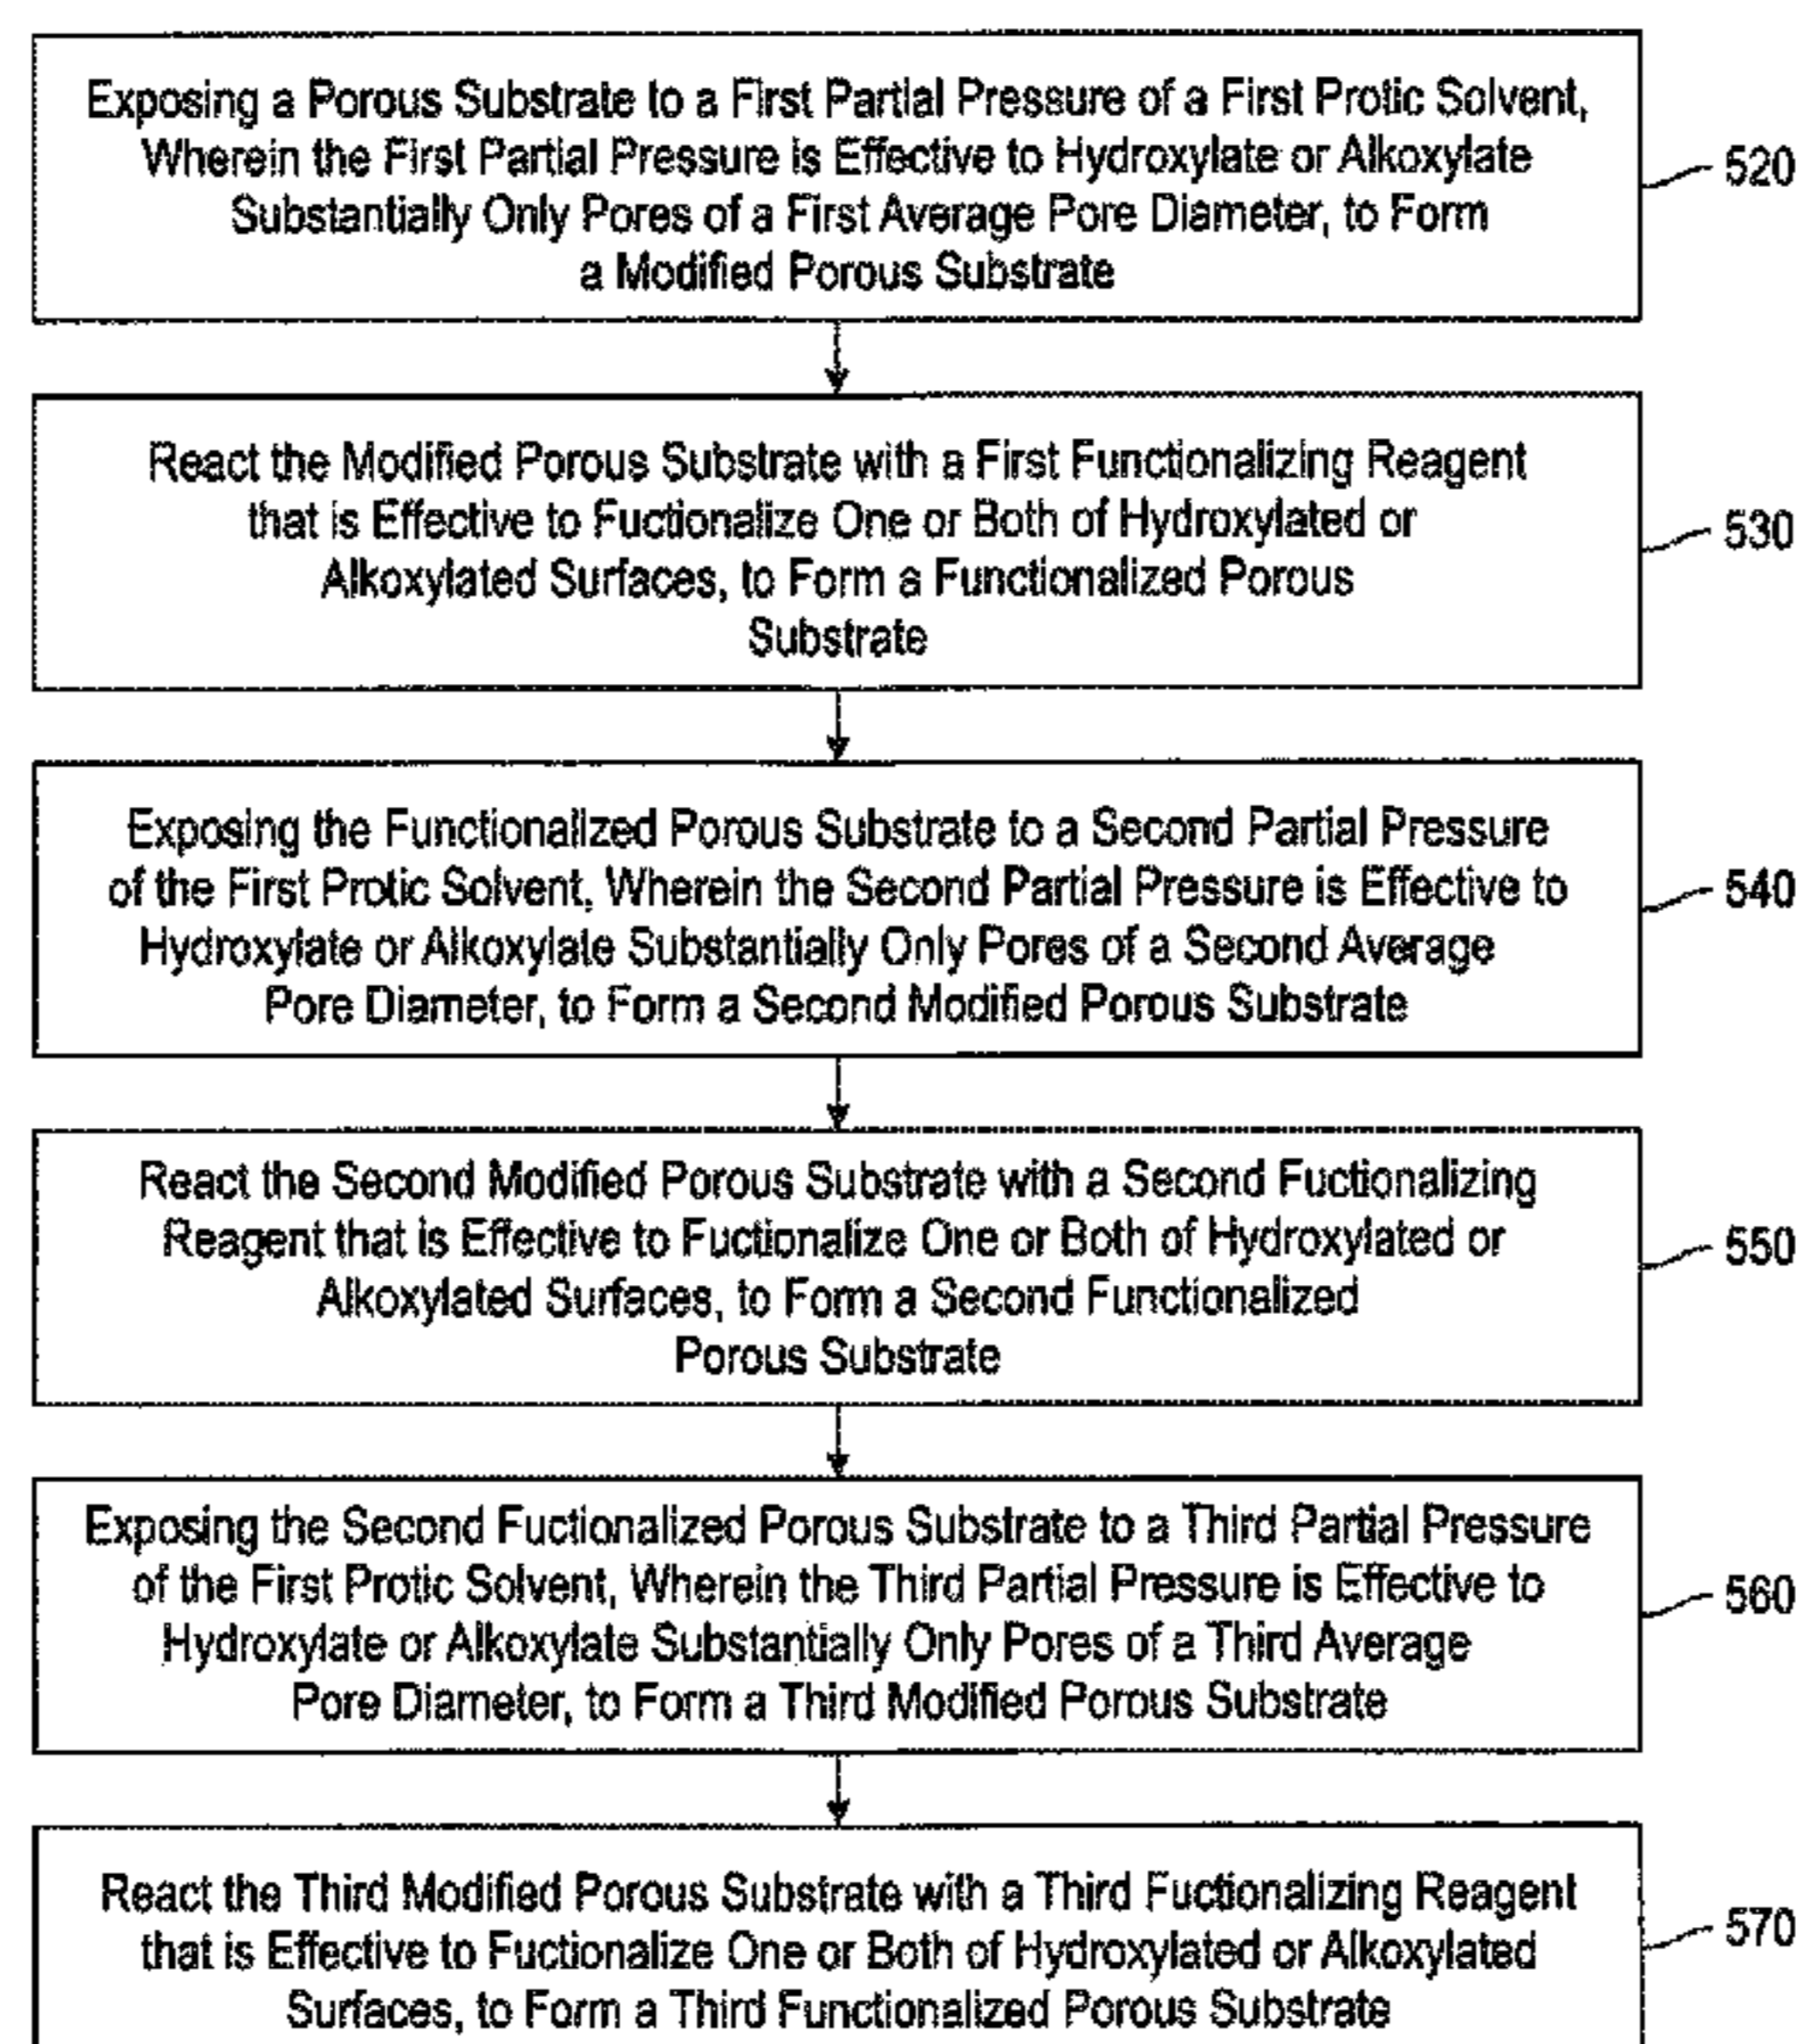 Exposing a Porous Substrate to a First Partial Pressure of a First Protic Solvent,
Wherein the First Partial Pressure is Effective to Hydroxylate or Alkoxylate
Substantially Only Pores of a First Average Pore Diameter, to Form
a Modified Porous Substrate
520
React the Modified Porous Substrate with a First Functionalizing Reagent
that is Effective to Fuctionalize One or Both of Hydroxylated or
Alkoxylated Surfaces, to Form a Functionalized Porous
Substrate
530
Exposing the Functionalized Porous Substrate to a Second Partial Pressure
of the First Protic Solvent, Wherein the Second Partial Pressure is Effective to
Hydroxylate or Alkoxylate Substantially Only Pores of a Second Average
Pore Diameter, to Form a Second Modified Porous Substrate
540
React the Second Modified Porous Substrate with a Second Fuctionalizing
Reagent that is Effective to Fuctionalize One or Both of Hydroxylated or
Alkoxylated Surfaces, to Form a Second Functionalized
Porous Substrate
550
Exposing the Second Fuctionalized Porous Substrate to a Third Partial Pressure
of the First Protic Solvent, Wherein the Third Partial Pressure is Effective to
Hydroxylate or Alkoxylate Substantially Only Pores of a Third Average
Pore Diameter, to Form a Third Modified Porous Substrate
560
React the Third Modified Porous Substrate with a Third Fuctionalizing Reagent
that is Effective to Fuctionalize One or Both of Hydroxylated or Alkoxylated
Surfaces, to Form a Third Functionalized Porous Substrate
570